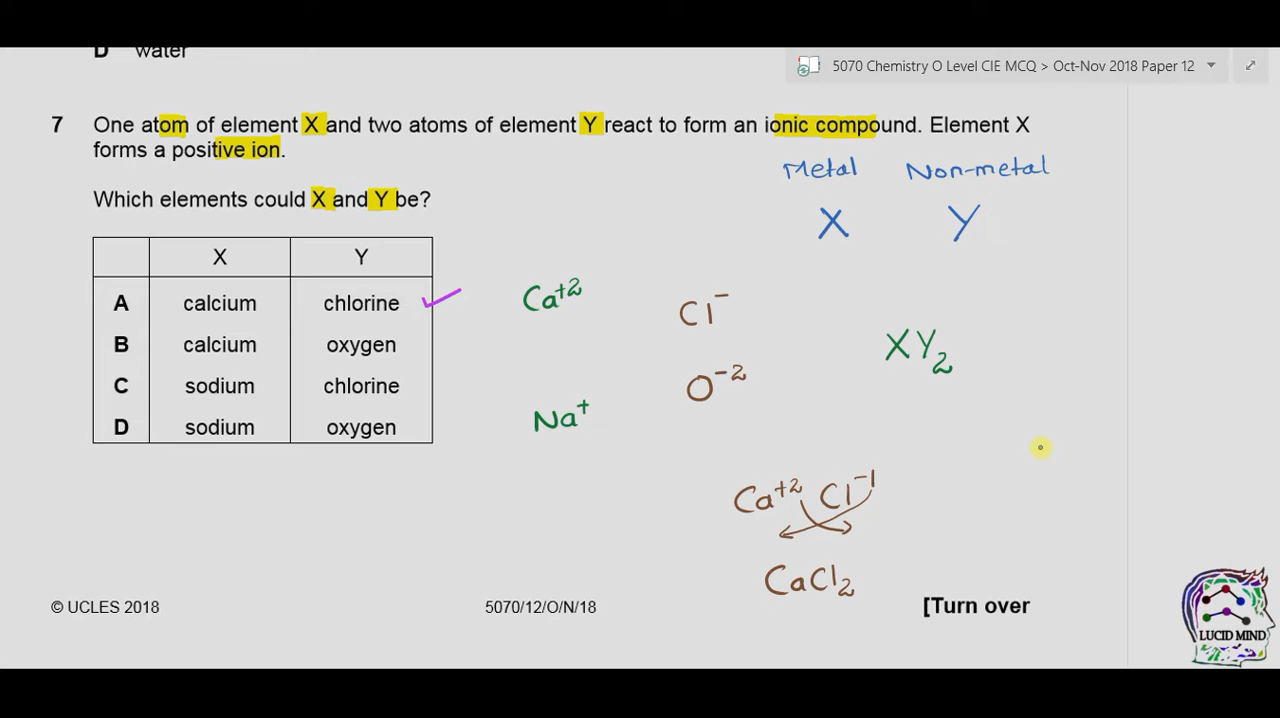 D water
5070 Chemistry O Level CIE MCQ > Oct-Nov 2018 Paper 12
7 One atom of element X and two atoms of element Y react to form an ionic compound. Element X
forms a positive ion.
Metal Non-metal
Which elements could X and Y be?
X Y
X Y
A calcium chlorine
Ca+2 Cl−
B calcium oxygen
XY2
C sodium chlorine
O−2
D sodium oxygen
Na+
Ca+2 Cl−1
CaCl2
© UCLES 2018 5070/12/O/N/18 [Turn over
LUCID MIND